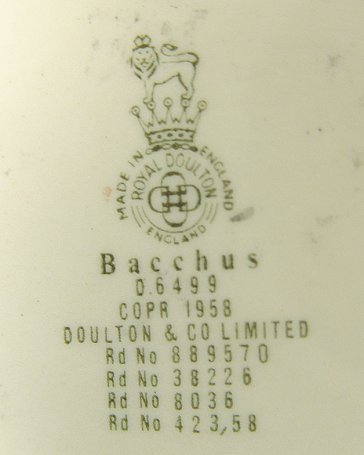 MADE IN ENGLAND
ROYAL DOULTON
ENGLAND
Bacchus
D.6499
COPR 1958
DOULTON & CO LIMITED
Rd No 889570
Rd No 38226
Rd No 8036
Rd No 423,58